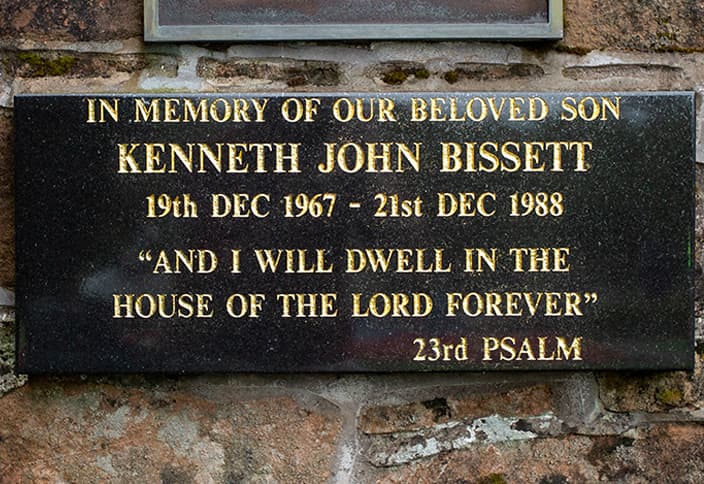 IN MEMORY OF OUR BELOVED SON
KENNETH JOHN BISSETT
19th DEC 1967 - 21st DEC 1988
“AND I WILL DWELL IN THE
HOUSE OF THE LORD FOREVER”
23rd PSALM